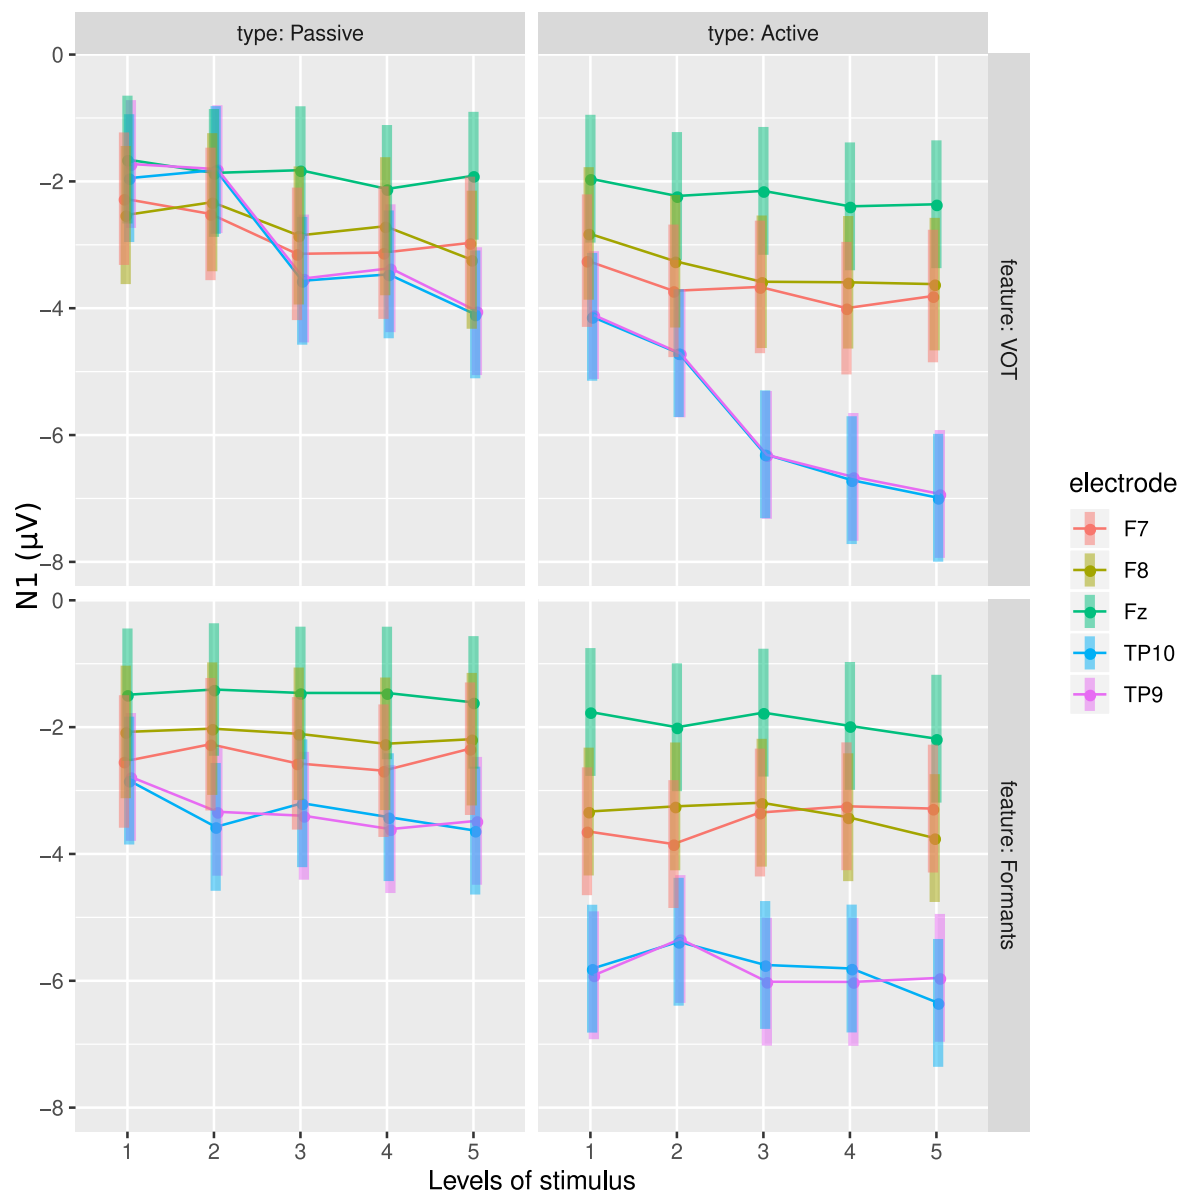 type: Passive
type: Active
0
−2
−4
−6
−8
feature: VOT
N1 (µV)
0
−2
−4
−6
−8
feature: Formants
1 2 3 4 5
1 2 3 4 5
Levels of stimulus
electrode
F7
F8
Fz
TP10
TP9